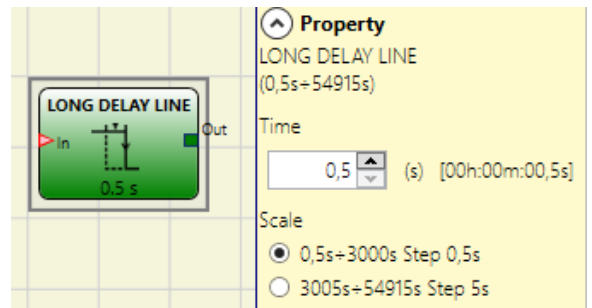 LONG DELAY LINE
In
Out
0.5 s
Property
LONG DELAY LINE
(0,5s÷54915s)
Time
0,5 (s) [00h:00m:00,5s]
Scale
0,5s÷3000s Step 0,5s
3005s÷54915s Step 5s